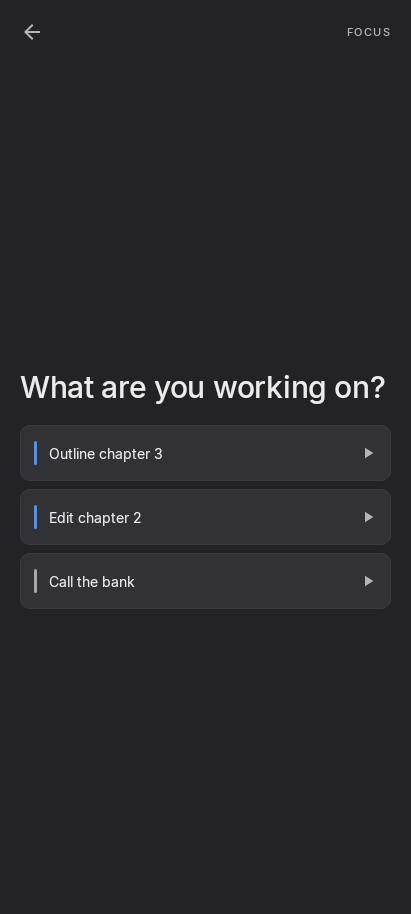 FOCUS
What are you working on?
Outline chapter 3
Edit chapter 2
Call the bank